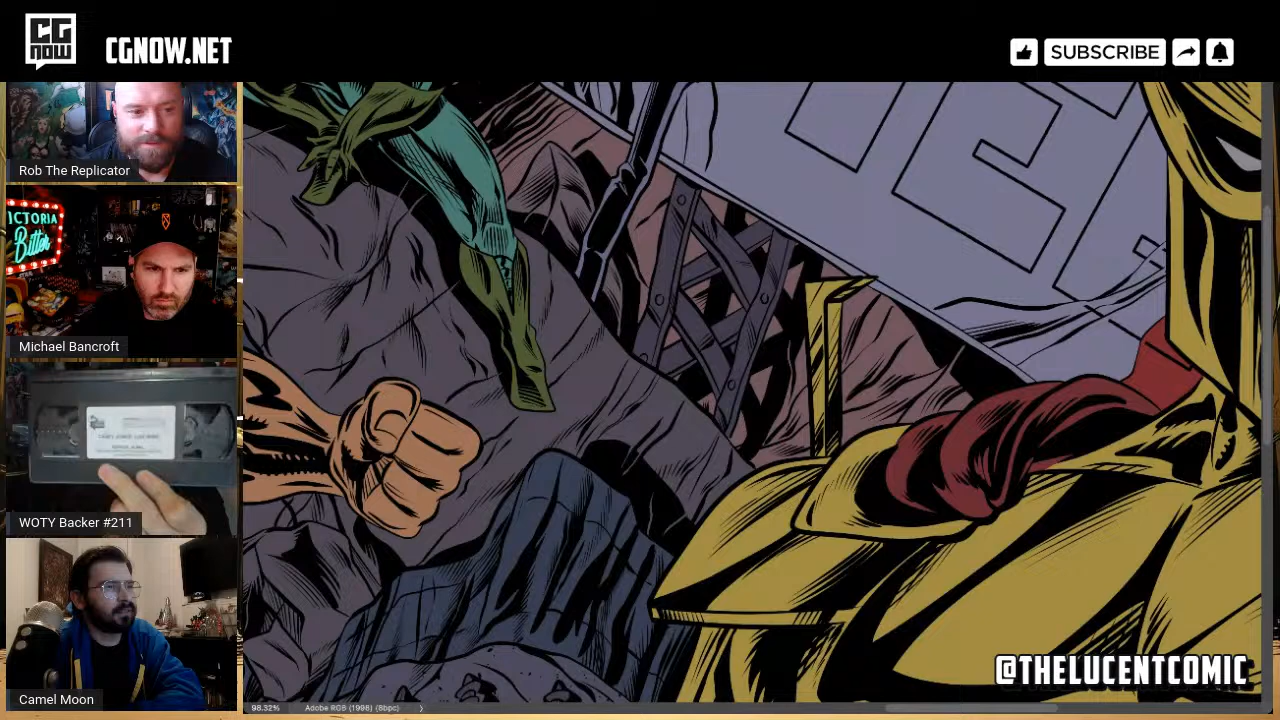 CG
NOW
CGNOW.NET
SUBSCRIBE
Rob The Replicator
VICTORIA
Bitter
Michael Bancroft
WOTY Backer #211
Camel Moon
@THELUCENTCOMIC
98.32% Adobe RGB (1998) (8bpc)